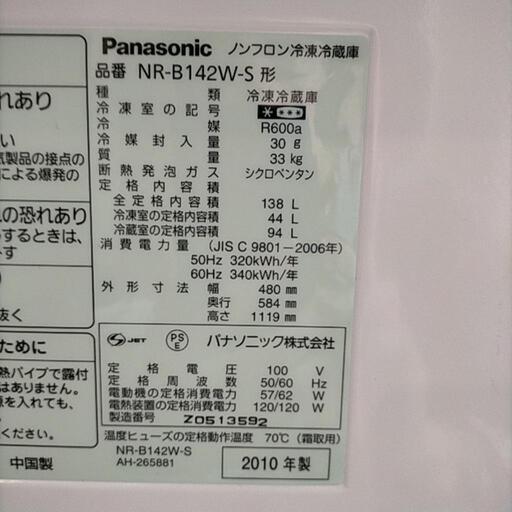 Panasonic ノンフロン冷凍冷蔵庫
品番 NR-B142W-S 形
種類 冷凍冷蔵庫
冷凍室の記号
冷媒 R600a
冷媒封入量 30 g
質量 33 kg
断熱発泡ガス シクロペンタン
定格内容積
全定格内容積 138 L
冷凍室の定格内容積 44 L
冷蔵室の定格内容積 94 L
消費電力量 (JIS C 9801-2006年)
50Hz 320kWh/年
60Hz 340kWh/年
外形寸法 幅 480 mm
奥行 584 mm
高さ 1119 mm
S JET PSE パナソニック株式会社
定格電圧 100 V
定格周波数 50/60 Hz
電動機の定格消費電力 57/62 W
電熱装置の定格消費電力 120/120 W
製造番号 Z0513592
温度ヒューズの定格動作温度 70℃ (霜取用)
NR-B142W-S
AH-265881
2010 年製
れあり
い
気製品の接点の
による爆発の
の恐れあり
するときは、
す
抜く
ために
熱パイプで露付
はありません。
源を入れても、
ください。
中国製